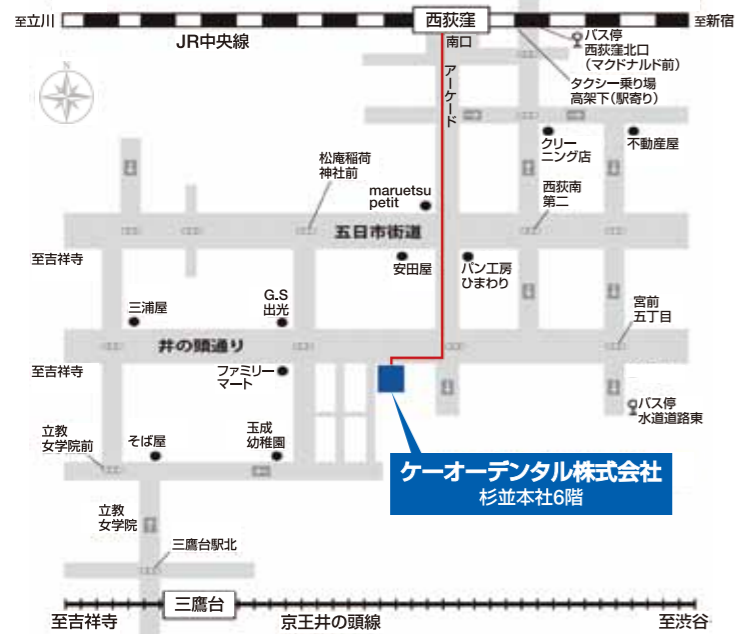 至立川
西荻窪
至新宿
JR中央線
南口
バス停
西荻窪北口
（マクドナルド前）
タクシー乗り場
高架下（駅寄り）
アーケード
クリー
ニング店
不動産屋
松庵稲荷
神社前
maruetsu
petit
西荻南
第二
五日市街道
至吉祥寺
安田屋
パン工房
ひまわり
三浦屋
G.S
出光
宮前
五丁目
井の頭通り
至吉祥寺
ファミリー
マート
バス停
水道道路東
立教
女学院前
そば屋
玉成
幼稚園
ケーオーデンタル株式会社
杉並本社6階
立教
女学院
三鷹台駅北
三鷹台
至吉祥寺
京王井の頭線
至渋谷